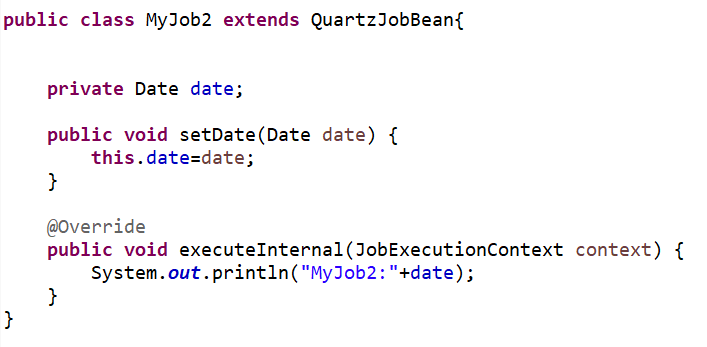 public class MyJob2 extends QuartzJobBean{
private Date date;
public void setDate(Date date) {
this.date=date;
}
@Override
public void executeInternal(JobExecutionContext context) {
System.out.println("MyJob2:"+date);
}
}